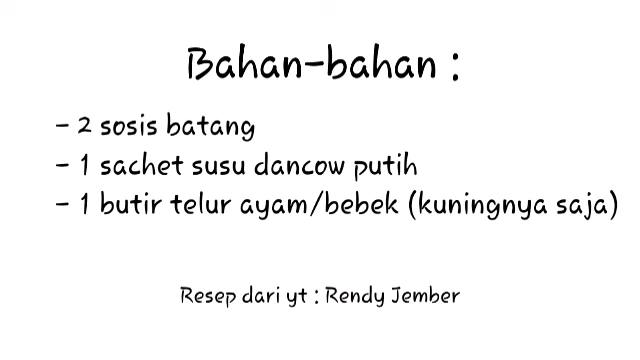 Bahan-bahan :
- 2 sosis batang
- 1 sachet susu dancow putih
- 1 butir telur ayam/bebek (kuningnya saja)
Resep dari yt : Rendy Jember